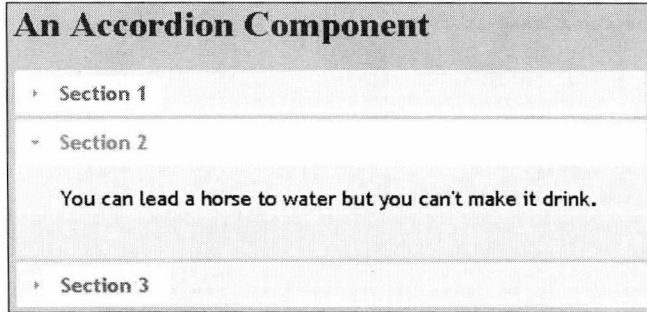 An Accordion Component
Section 1
Section 2
You can lead a horse to water but you can't make it drink.
Section 3